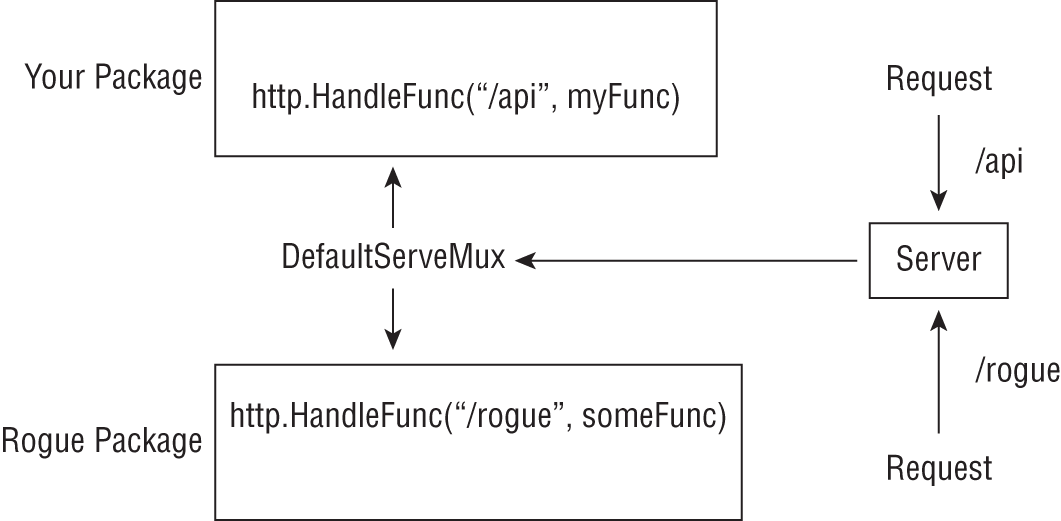 Your Package
http.HandleFunc(“/api”, myFunc)
Request
/api
DefaultServeMux
Server
/rogue
http.HandleFunc(“/rogue”, someFunc)
Rogue Package
Request